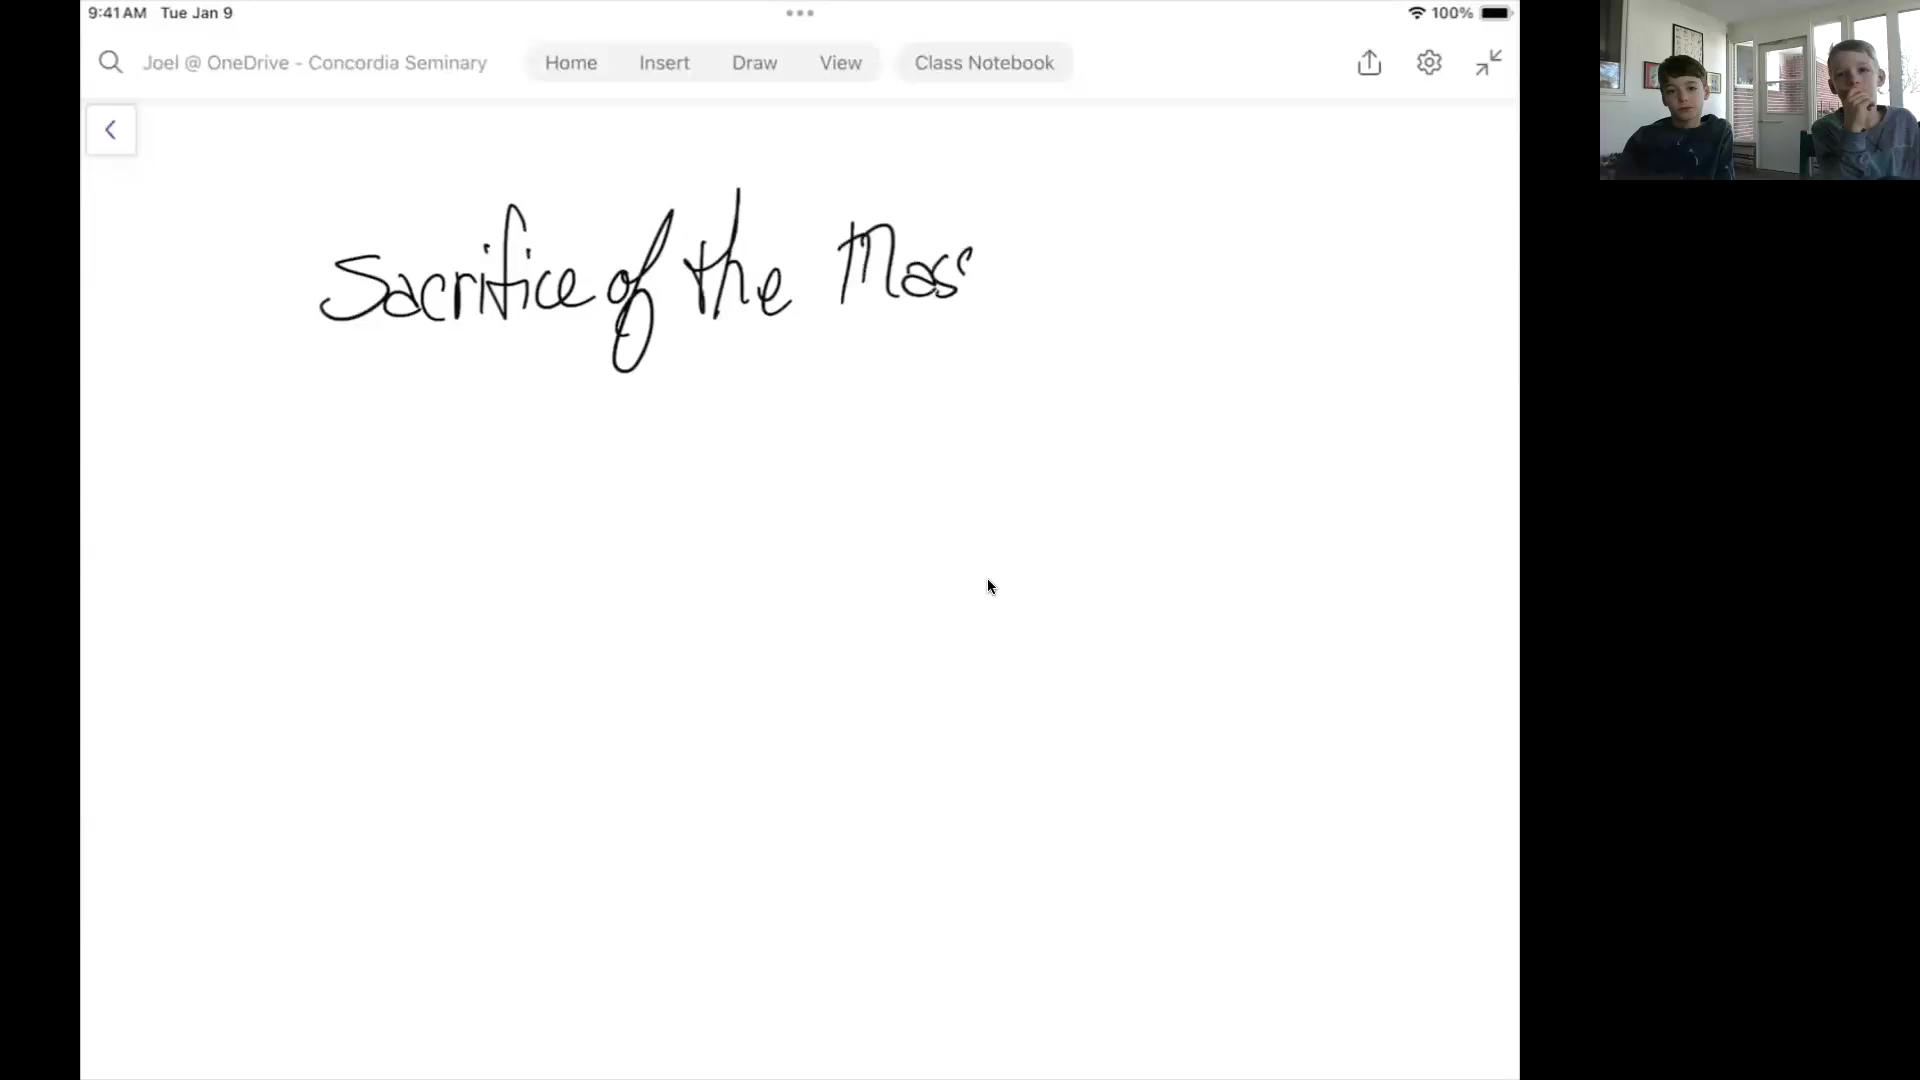 9:41 AM Tue Jan 9
100%
Joel @ OneDrive - Concordia Seminary
Home Insert Draw View Class Notebook
Sacrifice of the Mass